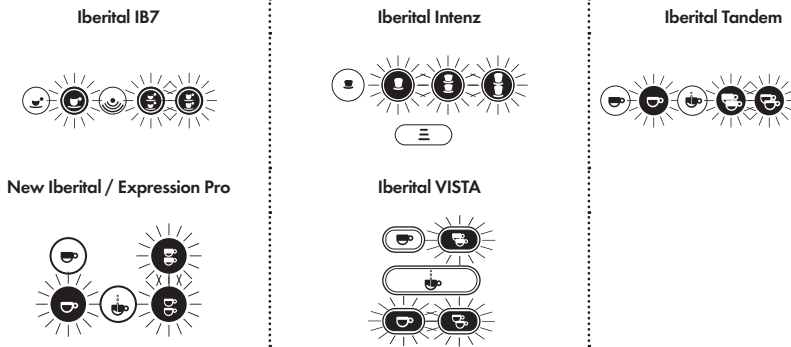 Iberital IB7
Iberital Intenz
Iberital Tandem
New Iberital / Expression Pro
Iberital VISTA